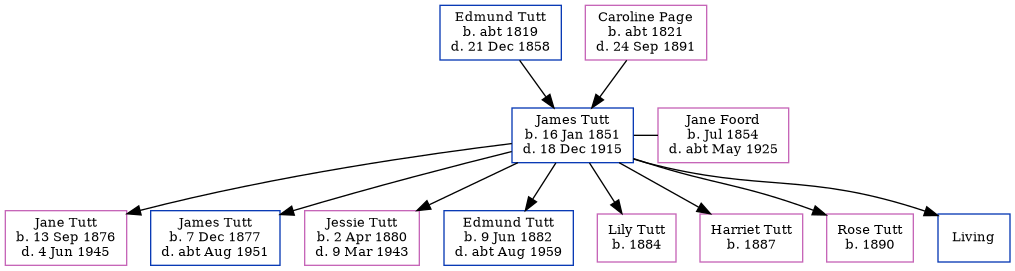 Edmund Tutt
b. abt 1819
d. 21 Dec 1858
Caroline Page
b. abt 1821
d. 24 Sep 1891
James Tutt
b. 16 Jan 1851
d. 18 Dec 1915
Jane Foord
b. Jul 1854
d. abt May 1925
Jane Tutt
b. 13 Sep 1876
d. 4 Jun 1945
James Tutt
b. 7 Dec 1877
d. abt Aug 1951
Jessie Tutt
b. 2 Apr 1880
d. 9 Mar 1943
Edmund Tutt
b. 9 Jun 1882
d. abt Aug 1959
Lily Tutt
b. 1884
Harriet Tutt
b. 1887
Rose Tutt
b. 1890
Living